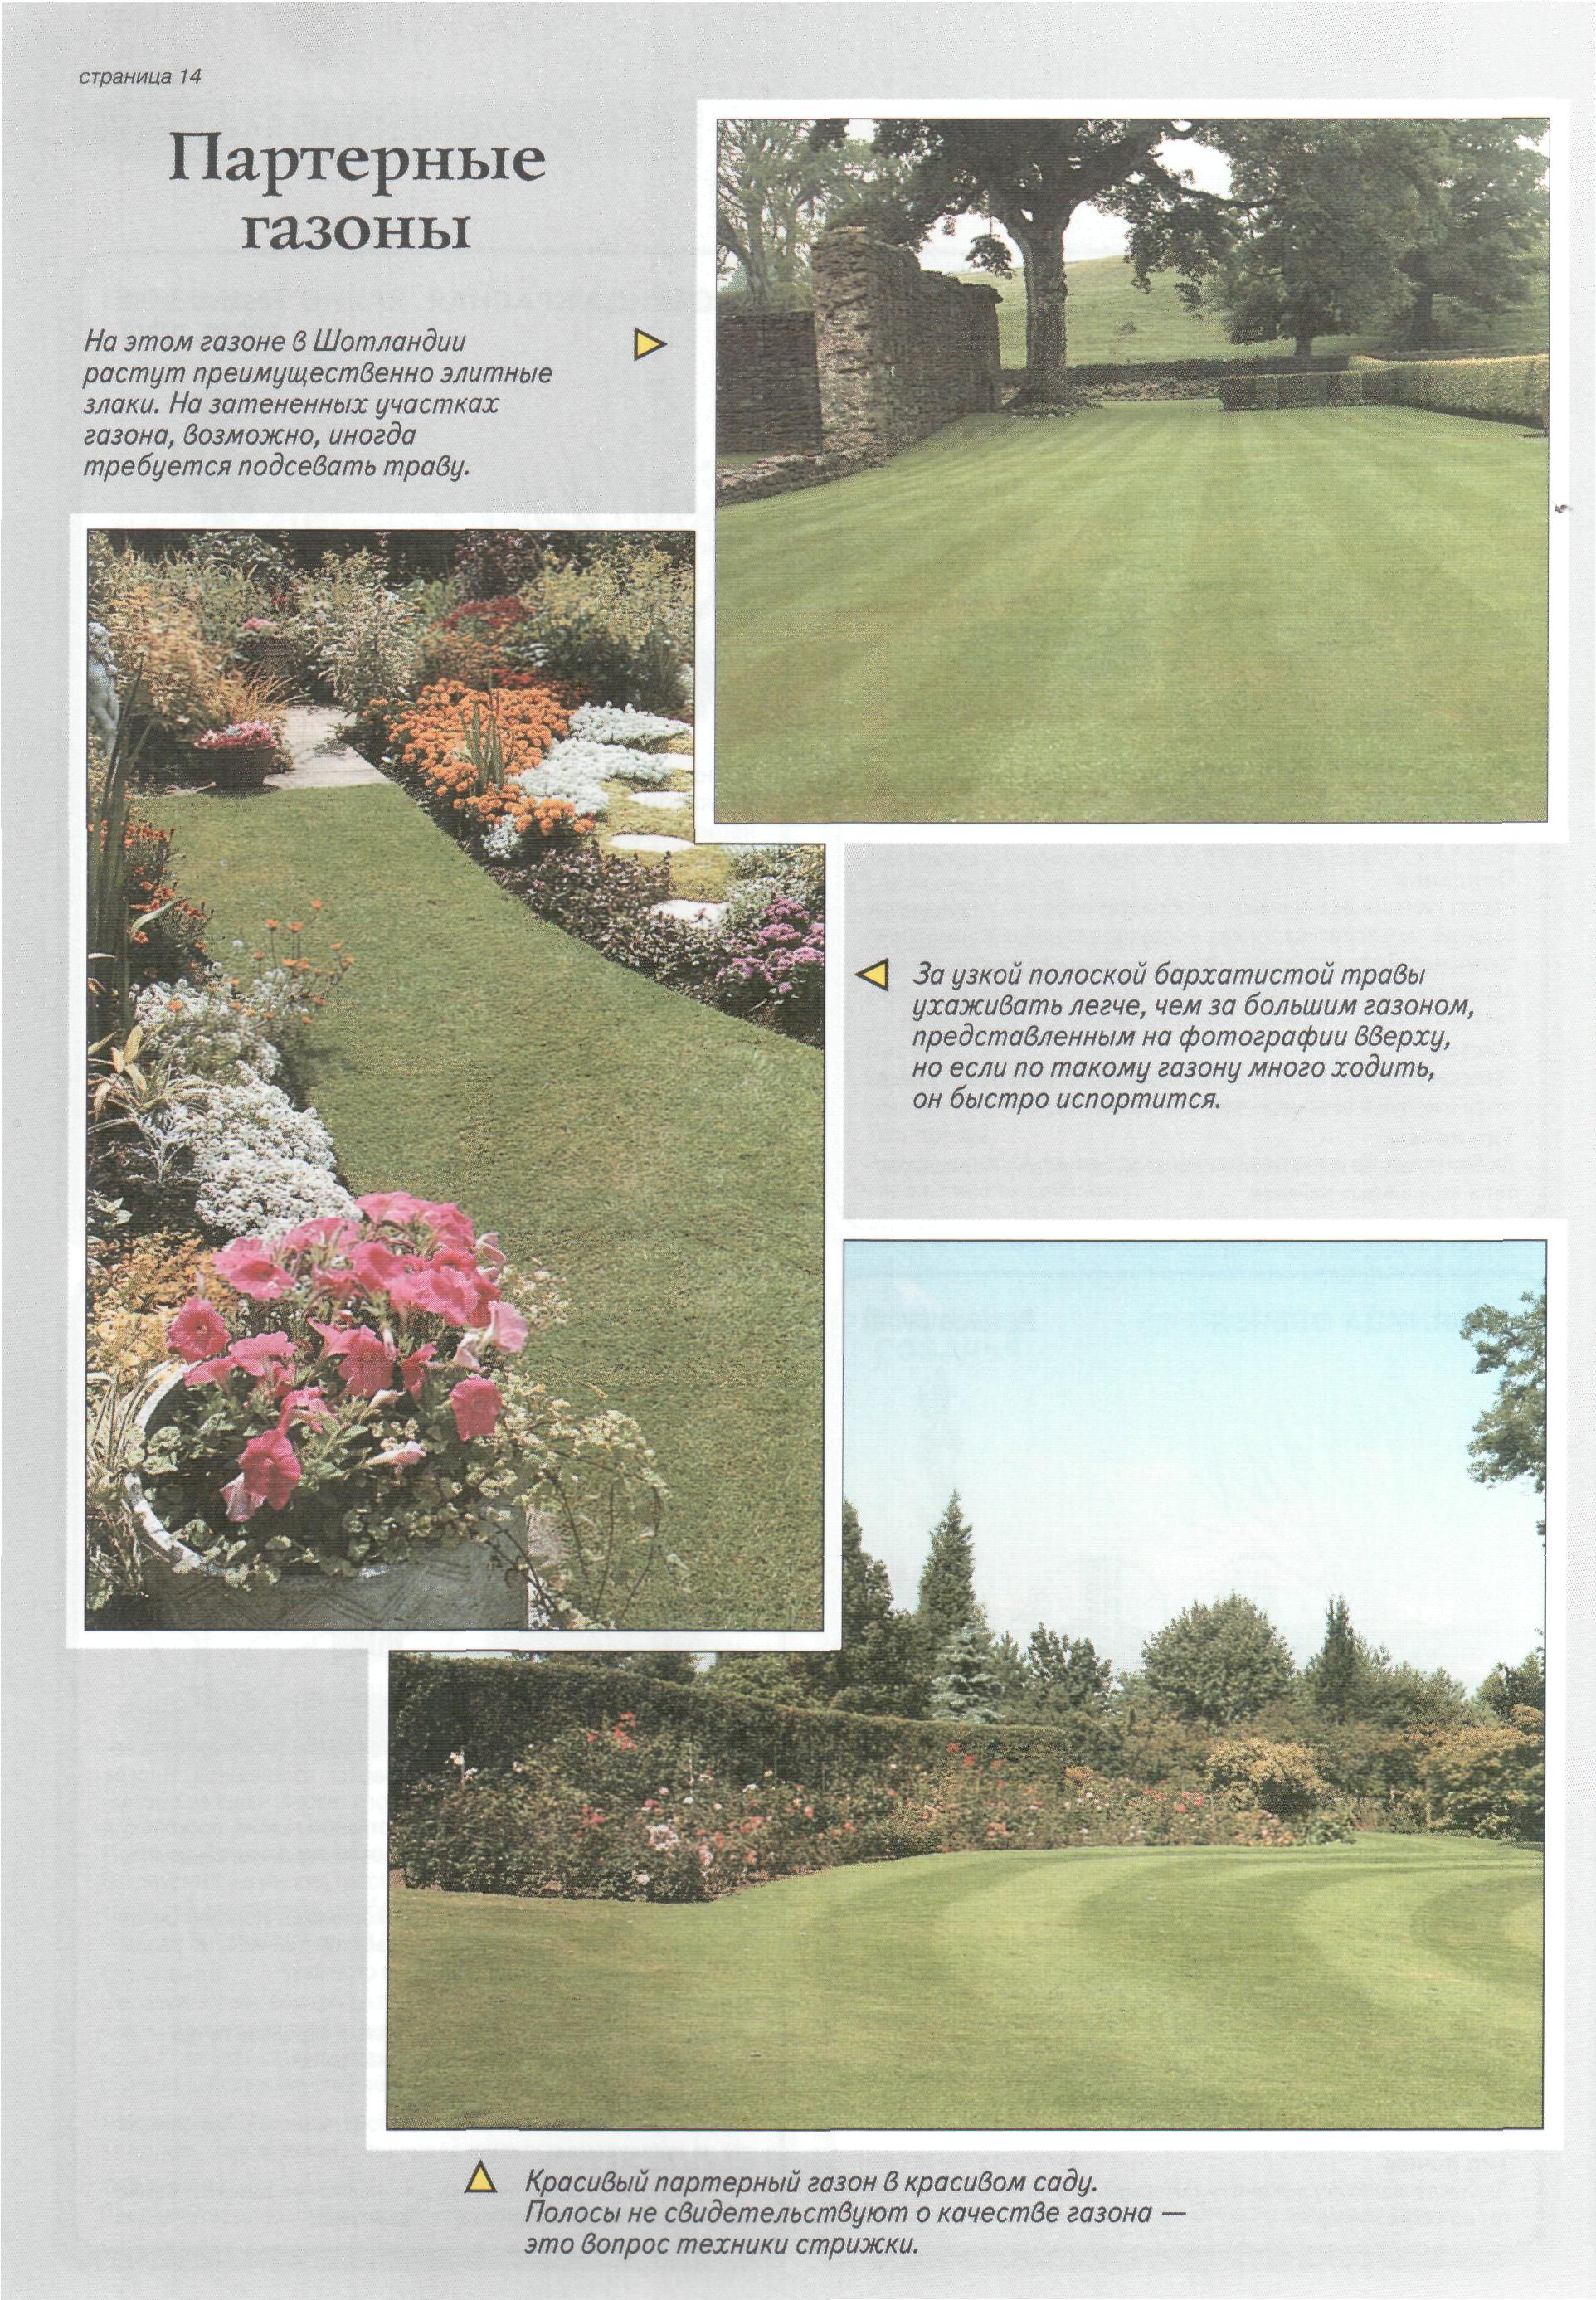 страница 14
Партерные
газоны
На этом газоне в Шотландии
растут преимущественно элитные
злаки. На затененных участках
газона, возможно, иногда
требуется подсевать траву.
За узкой полоской бархатистой травы
ухаживать легче, чем за большим газоном,
представленным на фотографии вверху,
но если по такому газону много ходить,
он быстро испортится.
Красивый партерный газон в красивом саду.
Полосы не свидетельствуют о качестве газона —
это вопрос техники стрижки.